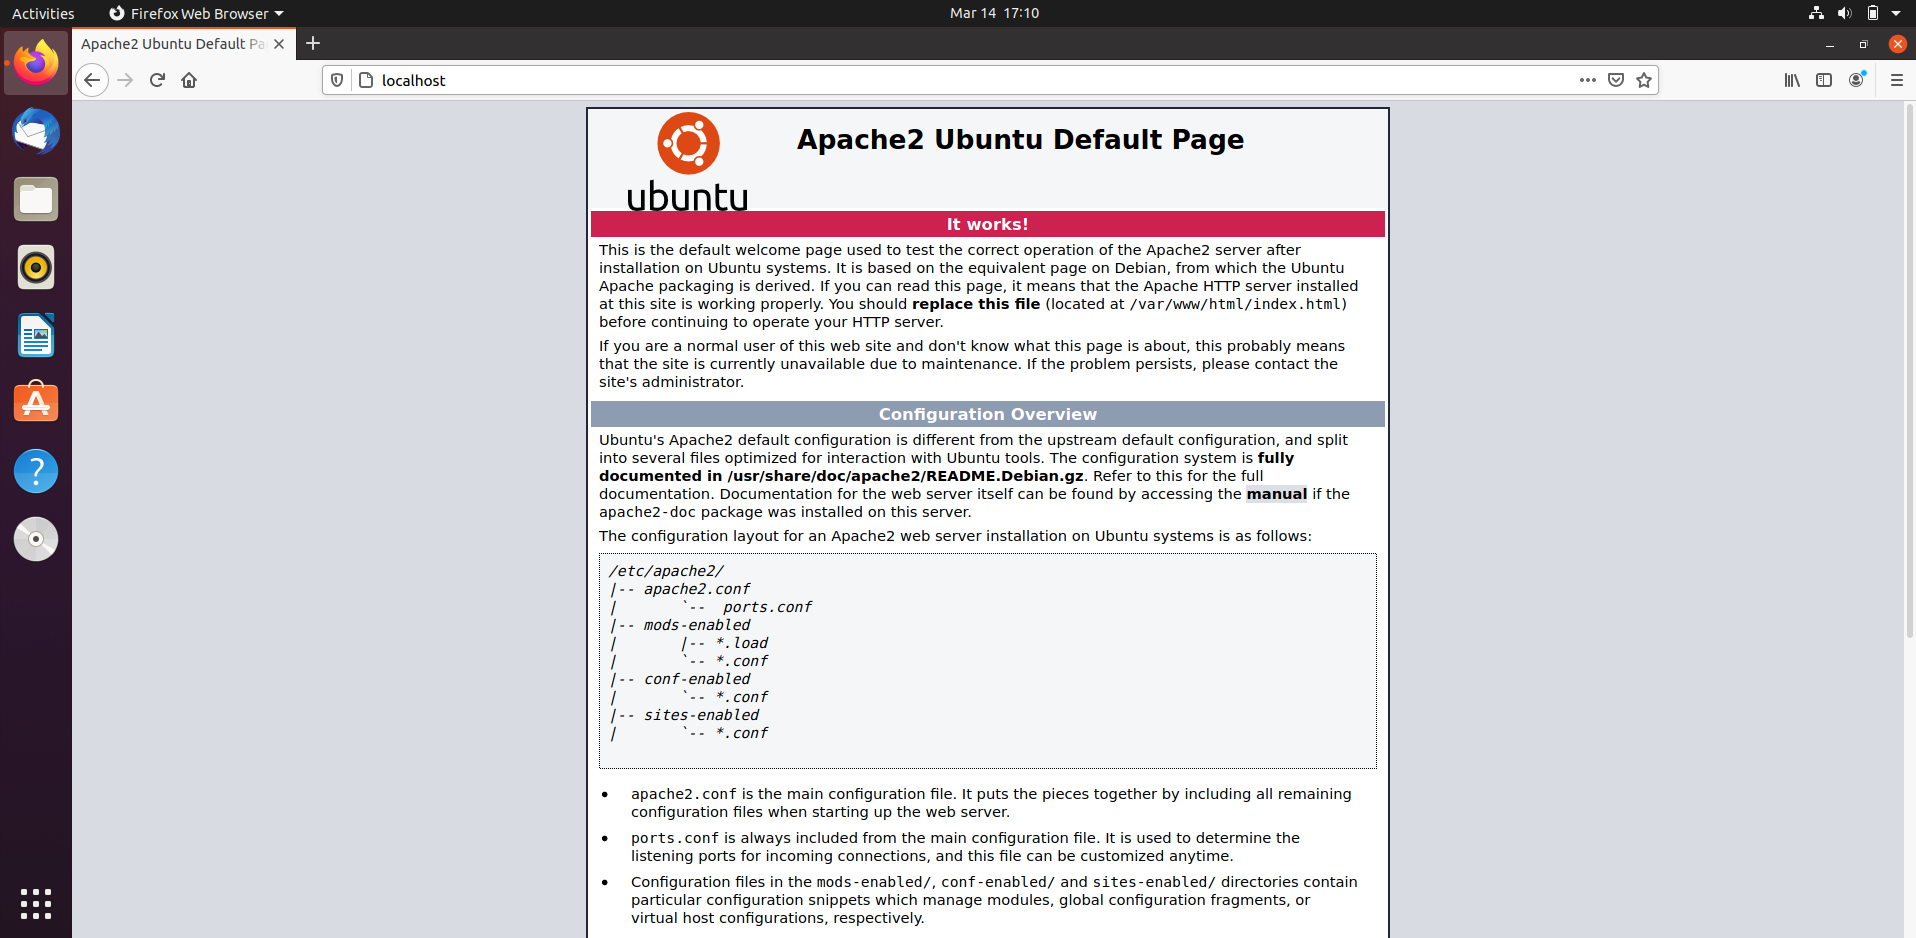 Activities
Firefox Web Browser
Mar 14 17:10
Apache2 Ubuntu Default Pa
localhost
ubuntu
Apache2 Ubuntu Default Page
It works!
This is the default welcome page used to test the correct operation of the Apache2 server after
installation on Ubuntu systems. It is based on the equivalent page on Debian, from which the Ubuntu
Apache packaging is derived. If you can read this page, it means that the Apache HTTP server installed
at this site is working properly. You should replace this file (located at /var/www/html/index.html)
before continuing to operate your HTTP server.
If you are a normal user of this web site and don't know what this page is about, this probably means
that the site is currently unavailable due to maintenance. If the problem persists, please contact the
site's administrator.
Configuration Overview
Ubuntu's Apache2 default configuration is different from the upstream default configuration, and split
into several files optimized for interaction with Ubuntu tools. The configuration system is fully
documented in /usr/share/doc/apache2/README.Debian.gz. Refer to this for the full
documentation. Documentation for the web server itself can be found by accessing the manual if the
apache2-doc package was installed on this server.
The configuration layout for an Apache2 web server installation on Ubuntu systems is as follows:
/etc/apache2/
|-- apache2.conf
|       `--  ports.conf
|-- mods-enabled
|       |-- *.load
|       `-- *.conf
|-- conf-enabled
|       `-- *.conf
|-- sites-enabled
|       `-- *.conf
• apache2.conf is the main configuration file. It puts the pieces together by including all remaining
configuration files when starting up the web server.
• ports.conf is always included from the main configuration file. It is used to determine the
listening ports for incoming connections, and this file can be customized anytime.
• Configuration files in the mods-enabled/, conf-enabled/ and sites-enabled/ directories contain
particular configuration snippets which manage modules, global configuration fragments, or
virtual host configurations, respectively.